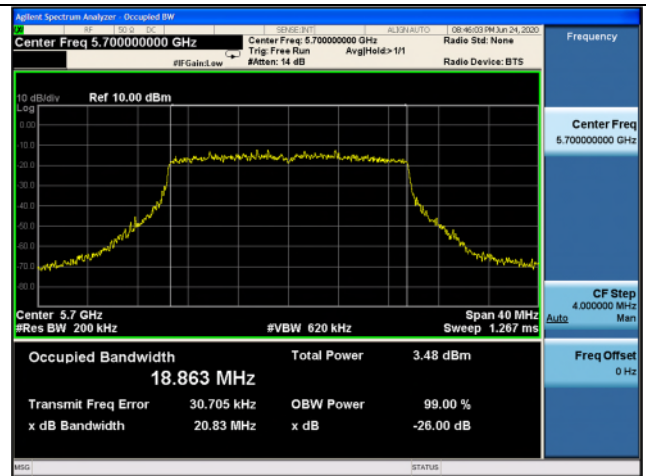 Agilent Spectrum Analyzer - Occupied BW
RF 50 Ω DC SENSE:INT ALIGN AUTO 08:46:03 PM Jun 24, 2020
Center Freq 5.700000000 GHz
Center Freq: 5.700000000 GHz
Radio Std: None
Trig: Free Run Avg|Hold:> 1/1
#IFGain:Low #Atten: 14 dB Radio Device: BTS
Frequency
10 dB/div Ref 10.00 dBm
Log
0.00
-10.0
-20.0
-30.0
-40.0
-50.0
-60.0
-70.0
-80.0
Center Freq
5.700000000 GHz
Center 5.7 GHz Span 40 MHz
#Res BW 200 kHz #VBW 620 kHz Sweep 1.267 ms
CF Step
4.000000 MHz
Auto Man
Occupied Bandwidth Total Power 3.48 dBm
18.863 MHz
Transmit Freq Error 30.705 kHz OBW Power 99.00 %
x dB Bandwidth 20.83 MHz x dB -26.00 dB
Freq Offset
0 Hz
MSG STATUS